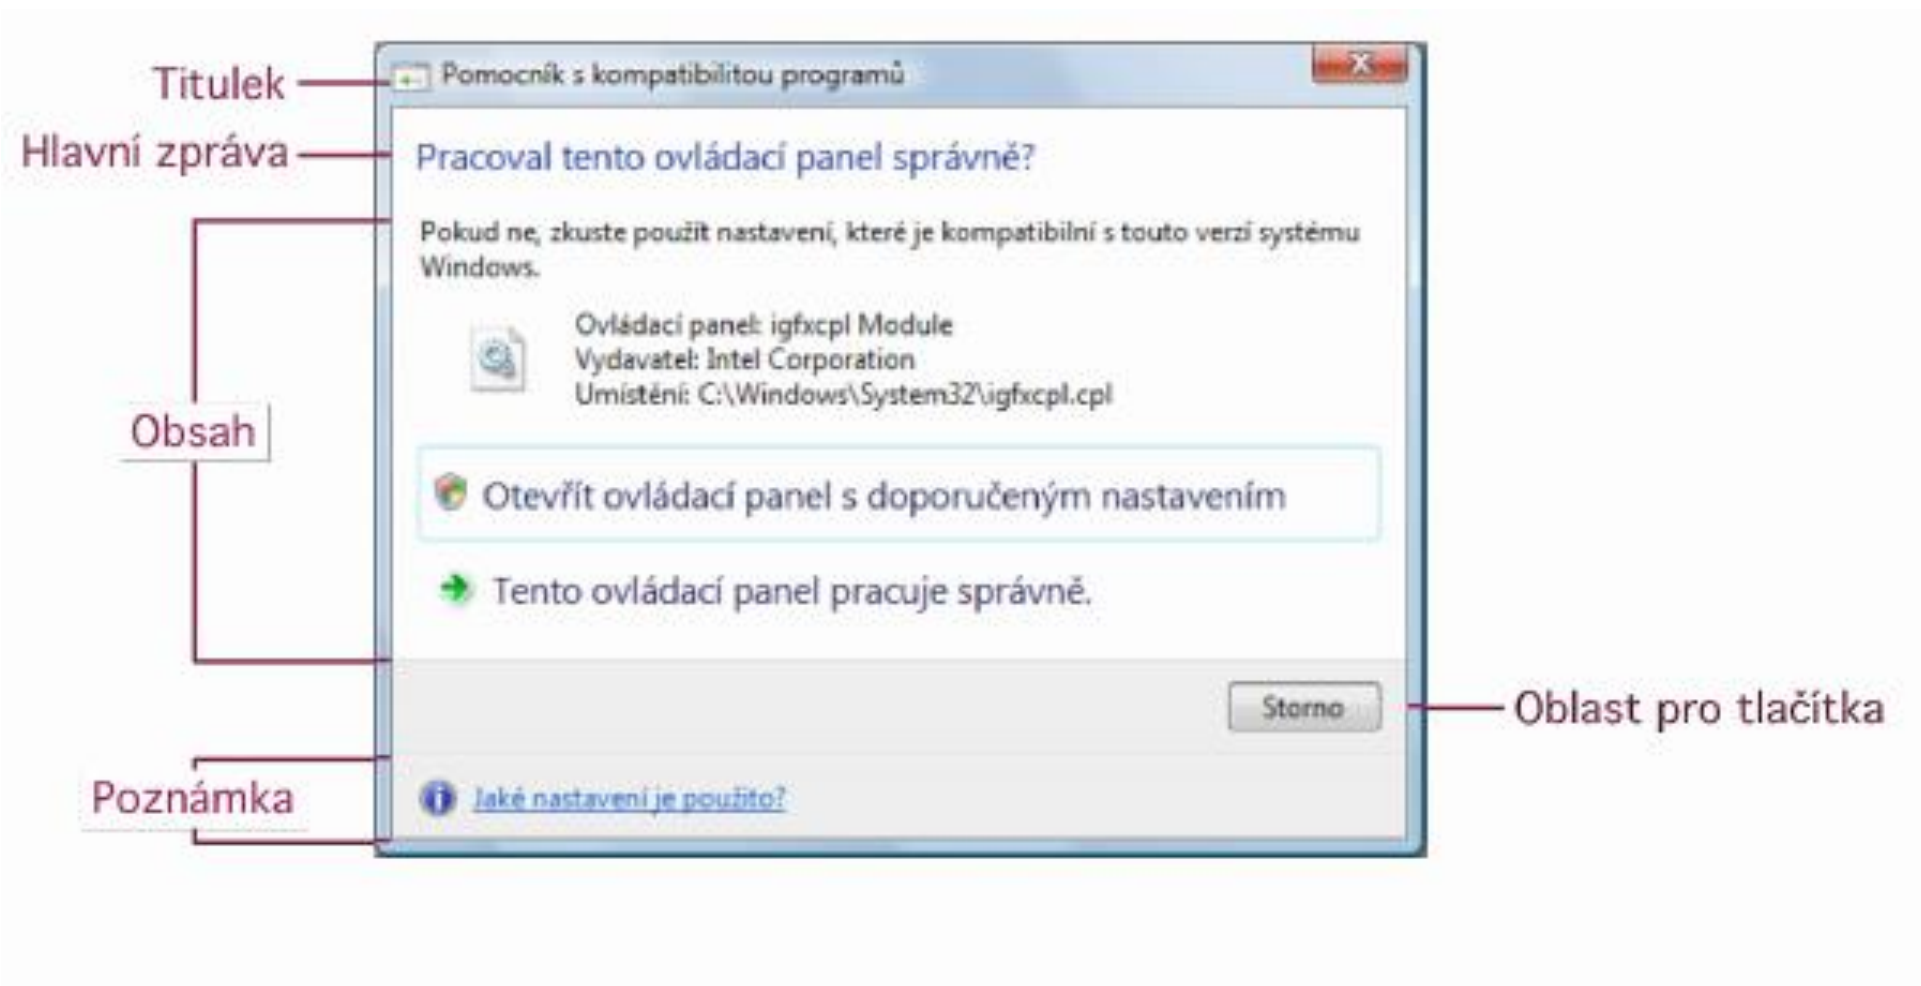 Titulek
Pomocník s kompatibilitou programů
Hlavní zpráva
Pracoval tento ovládací panel správně?
Pokud ne, zkuste použít nastavení, které je kompatibilní s touto verzí systému
Windows.
Ovládací panel: igfxcpl Module
Vydavatel: Intel Corporation
Umístění: C:\Windows\System32\igfxcpl.cpl
Obsah
Otevřít ovládací panel s doporučeným nastavením
Tento ovládací panel pracuje správně.
Storno
Oblast pro tlačítka
Poznámka
Jaké nastavení je použito?